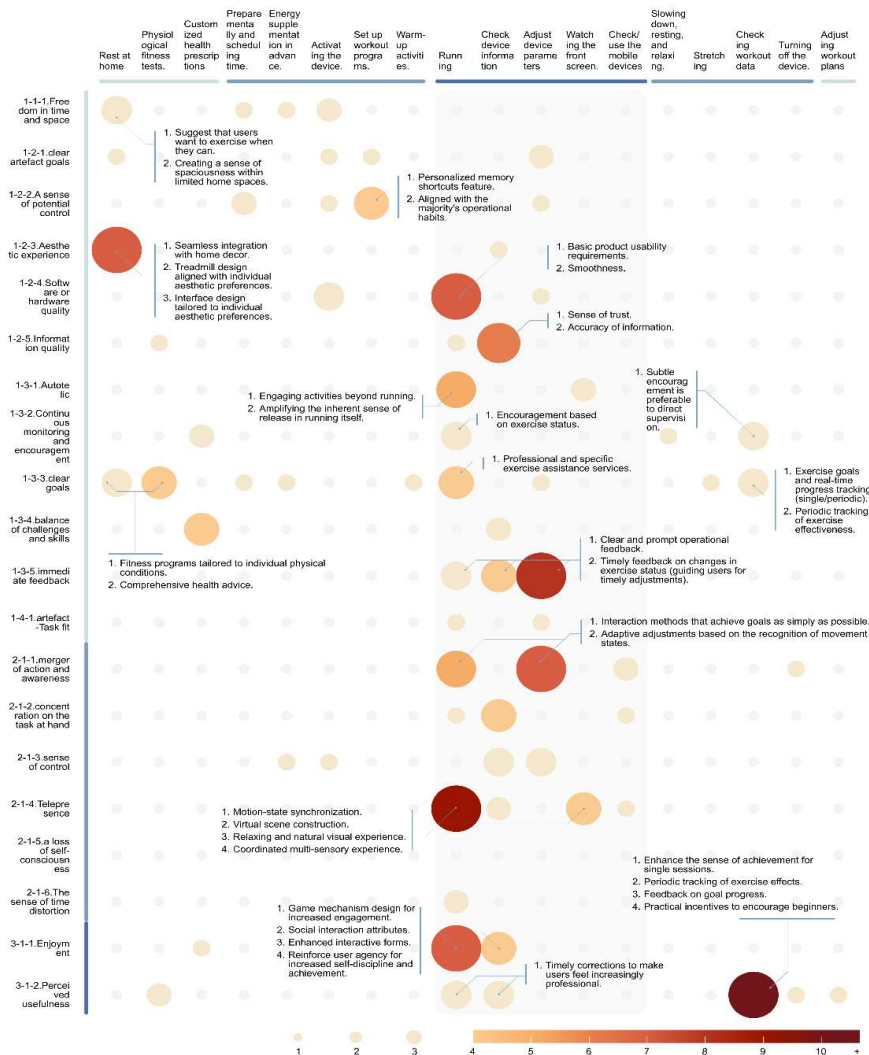 Rest at
home
Physiol
ogical
fitness
tests.
Custom
ized
health
prescrip
tions
Prepare
menta
lly and
schedul
ing
time.
Energy
supple
mentat
ion in
advan
ce.
Activat
ing the
device.
Set up
workout
progra
ms.
Warm-
up
activiti
es.
Runn
ing
Check
device
informa
tion
Adjust
device
parame
ters
Watch
ing the
front
screen.
Check/
use the
mobile
devices
Slowing
down,
resting,
and
relaxi
ng.
Stretch
ing
Check
ing
workout
data
Turning
off the
device.
Adjust
ing
workout
plans
1-1-1.Free
dom in time
and space
1. Suggest that users
want to exercise when
they can.
2. Creating a sense of
spaciousness within
limited home spaces.
1-2-1.clear
artefact goals
1-2-2.A sense
of potential
control
1. Personalized memory
shortcuts feature.
2. Aligned with the
majority's operational
habits.
1-2-3.Aesthe
tic experience
1. Seamless integration
with home decor.
2. Treadmill design
aligned with individual
aesthetic preferences.
3. Interface design
tailored to individual
aesthetic preferences.
1. Basic product usability
requirements.
2. Smoothness.
1-2-4.Softw
are or
hardware
quality
1. Sense of trust.
2. Accuracy of information.
1-2-5.Informat
ion quality
1-3-1.Autote
lic
1. Engaging activities beyond running.
2. Amplifying the inherent sense of
release in running itself.
1. Subtle
encourag
ement is
preferable
to direct
supervisi
on.
1-3-2.Continu
ous
monitoring
and
encouragem
ent
1. Encouragement based
on exercise status.
1-3-3.clear
goals
1. Professional and specific
exercise assistance services.
1. Exercise goals
and real-time
progress tracking
(single/periodic).
2. Periodic tracking
of exercise
effectiveness.
1-3-4.balance
of challenges
and skills
1. Fitness programs tailored to individual physical
conditions.
2. Comprehensive health advice.
1-3-5.immedi
ate feedback
1. Clear and prompt operational
feedback.
2. Timely feedback on changes in
exercise status (guiding users for
timely adjustments).
1-4-1.artefact
-Task fit
1. Interaction methods that achieve goals as simply as possible.
2. Adaptive adjustments based on the recognition of movement
states.
2-1-1.merger
of action and
awareness
2-1-2.concent
ration on the
task at hand
2-1-3.sense
of control
2-1-4.Telepre
sence
1. Motion-state synchronization.
2. Virtual scene construction.
3. Relaxing and natural visual experience.
4. Coordinated multi-sensory experience.
2-1-5.a loss
of self-
consciousn
ess
1. Enhance the sense of achievement for
single sessions.
2. Periodic tracking of exercise effects.
3. Feedback on goal progress.
4. Practical incentives to encourage beginners.
2-1-6.The
sense of time
distortion
1. Game mechanism design for
increased engagement.
2. Social interaction attributes.
3. Enhanced interactive forms.
4. Reinforce user agency for
increased self-discipline and
achievement.
3-1-1.Enjoym
ent
1. Timely corrections to make
users feel increasingly
professional.
3-1-2.Percei
ved
usefulness
1 2 3 4 5 6 7 8 9 10 +